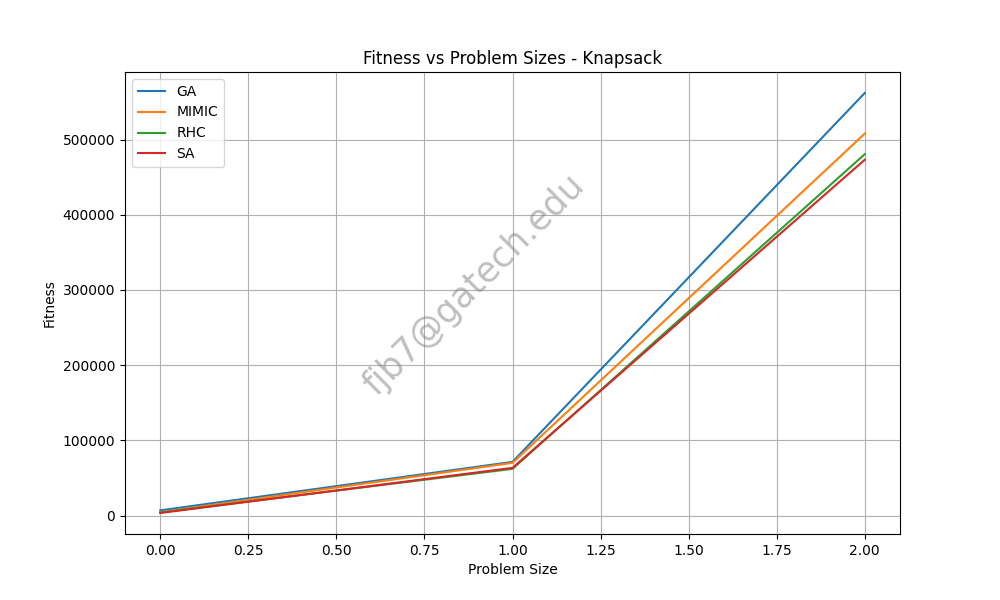 Fitness vs Problem Sizes - Knapsack
GA
MIMIC
RHC
SA
500000
400000
300000
200000
100000
0
Fitness
fjb7@gatech.edu
0.00 0.25 0.50 0.75 1.00 1.25 1.50 1.75 2.00
Problem Size